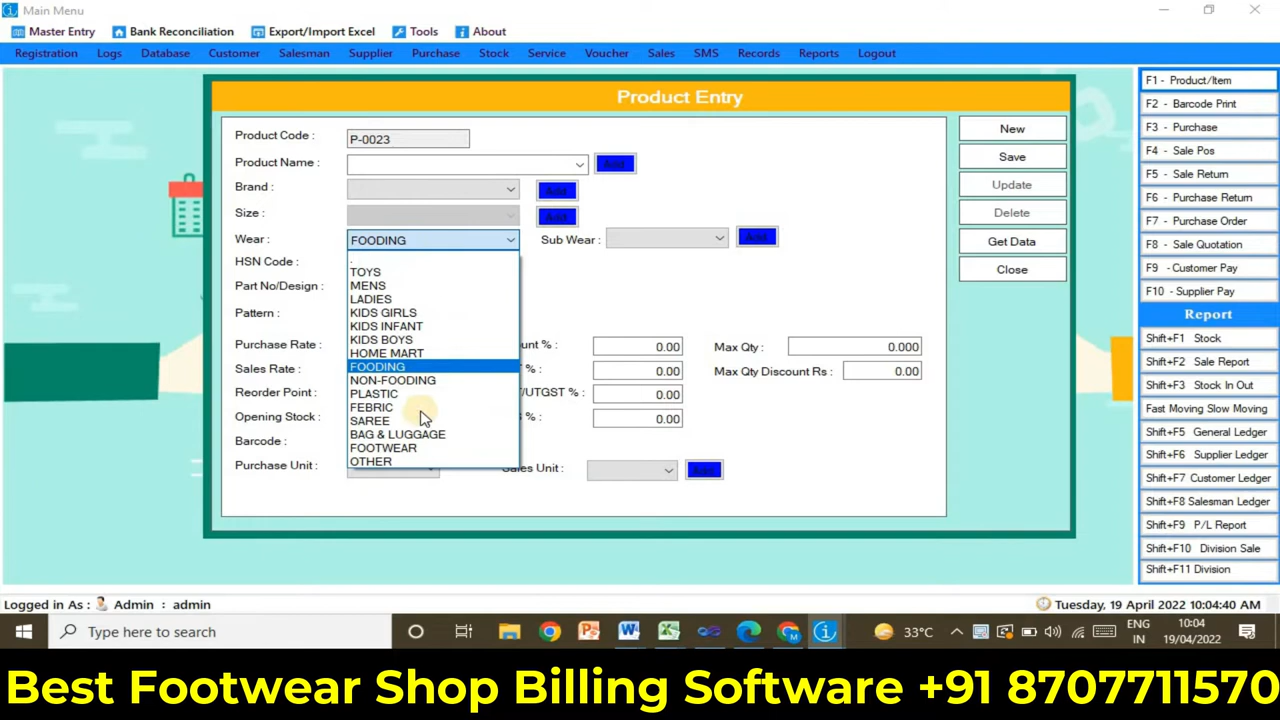 Main Menu
Master Entry Bank Reconciliation Export/Import Excel Tools About
Registration Logs Database Customer Salesman Supplier Purchase Stock Service Voucher Sales SMS Records Reports Logout
Product Entry
Product Code : P-0023
Product Name : Add
Brand : Add
Size : Add
Wear : FOODING Sub Wear : Add
HSN Code :
Part No/Design :
Pattern :
Purchase Rate :
Sales Rate :
Reorder Point :
Opening Stock :
Barcode :
Purchase Unit :
.
TOYS
MENS
LADIES
KIDS GIRLS
KIDS INFANT
KIDS BOYS
HOME MART
FOODING
NON-FOODING
PLASTIC
FEBRIC
SAREE
BAG & LUGGAGE
FOOTWEAR
OTHER
ount % : 0.00 Max Qty : 0.000
% : 0.00 Max Qty Discount Rs : 0.00
/UTGST % : 0.00
% : 0.00
Sales Unit : Add
New
Save
Update
Delete
Get Data
Close
F1 - Product/Item
F2 - Barcode Print
F3 - Purchase
F4 - Sale Pos
F5 - Sale Return
F6 - Purchase Return
F7 - Purchase Order
F8 - Sale Quotation
F9 - Customer Pay
F10 - Supplier Pay
Report
Shift+F1 Stock
Shift+F2 Sale Report
Shift+F3 Stock In Out
Fast Moving Slow Moving
Shift+F5 General Ledger
Shift+F6 Supplier Ledger
Shift+F7 Customer Ledger
Shift+F8 Salesman Ledger
Shift+F9 P/L Report
Shift+F10 Division Sale
Shift+F11 Division
Logged in As : Admin : admin
Tuesday, 19 April 2022 10:04:40 AM
Type here to search
33°C
ENG
IN
10:04
19/04/2022
Best Footwear Shop Billing Software +91 8707711570